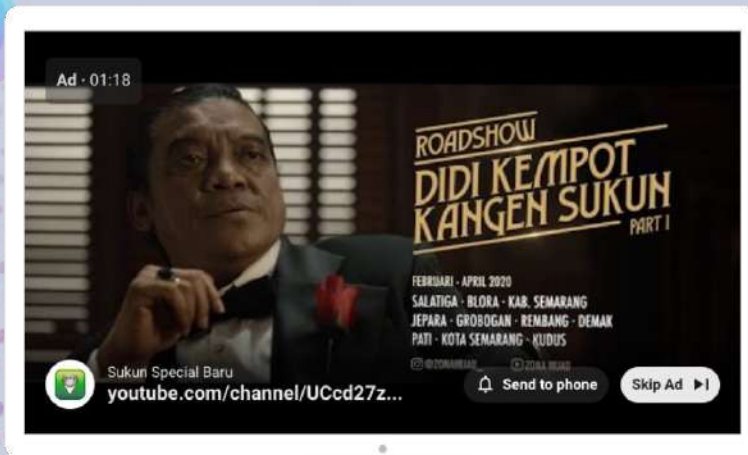 Ad · 01:18
ROADSHOW
DIDI KEMPOT
KANGEN SUKUN
PART I
FEBRUARI - APRIL 2020
SALATIGA · BLORA · KAB. SEMARANG
JEPARA · GROBOGAN · REMBANG · DEMAK
PATI · KOTA SEMARANG · KUDUS
ZONA
Sukun Special Baru
youtube.com/channel/UCcd27z...
Send to phone
Skip Ad